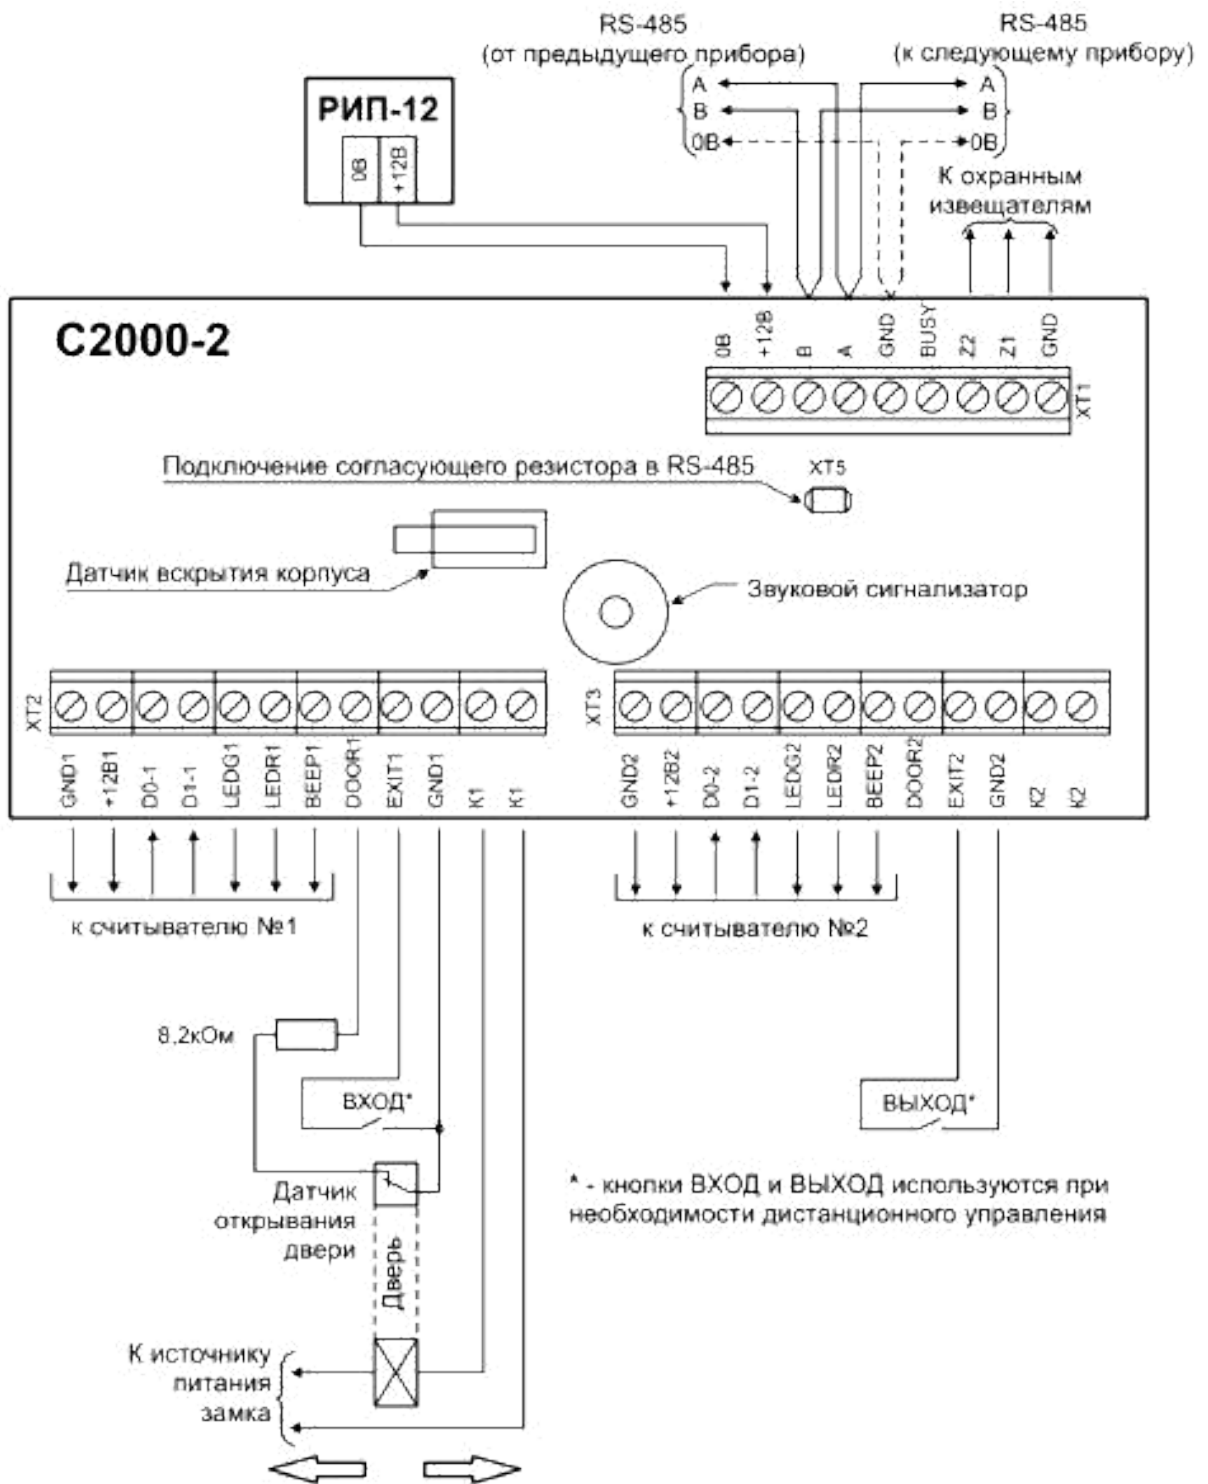 RS-485
(от предыдущего прибора)
RS-485
(к следующему прибору)
A
B
0В
A
B
0В
РИП-12
0В
+12В
К охранным
извещателям
С2000-2
0В
+12В
B
A
GND
BUSY
Z2
Z1
GND
XT1
Подключение согласующего резистора в RS-485
XT5
Датчик вскрытия корпуса
Звуковой сигнализатор
XT2
GND1
+12В1
D0-1
D1-1
LEDG1
LEDR1
BEEP1
DOOR1
EXIT1
GND1
K1
K1
XT3
GND2
+12В2
D0-2
D1-2
LEDG2
LEDR2
BEEP2
DOOR2
EXIT2
GND2
K2
K2
к считывателю №1
к считывателю №2
8,2кОм
ВХОД*
ВЫХОД*
Датчик
открывания
двери
Дверь
* - кнопки ВХОД и ВЫХОД используются при
необходимости дистанционного управления
К источнику
питания
замка